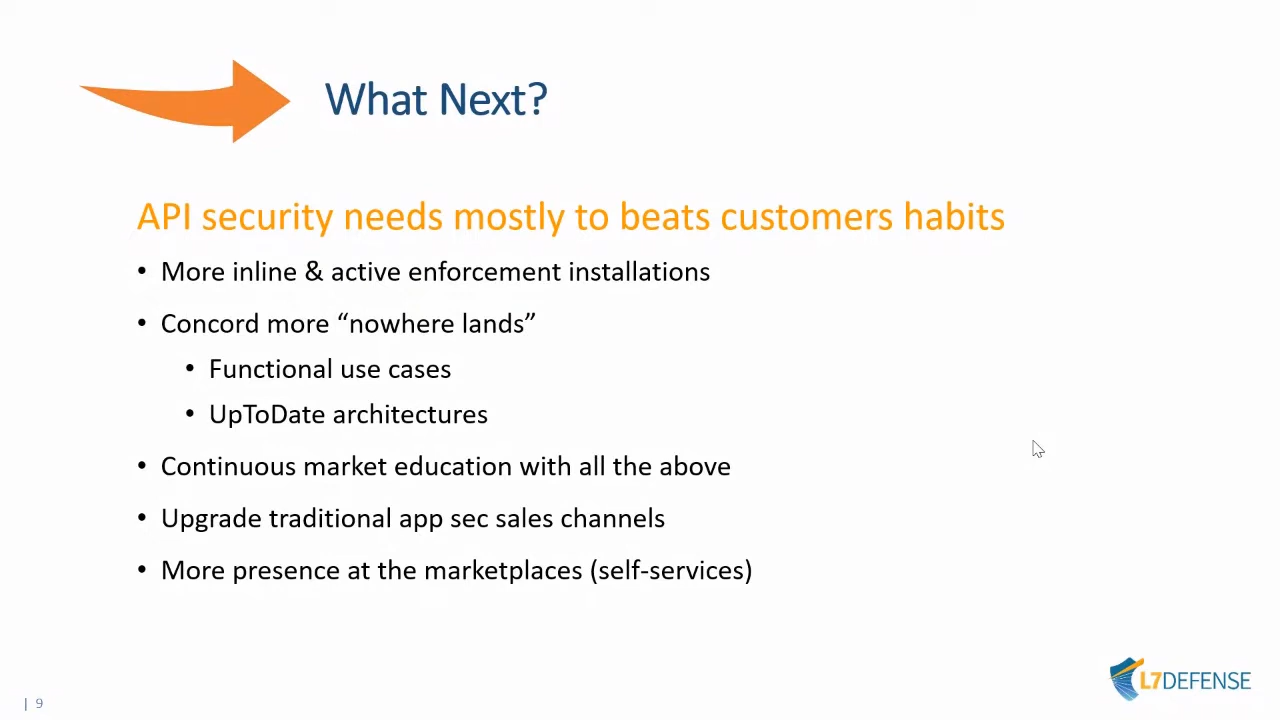 What Next?
API security needs mostly to beats customers habits
• More inline & active enforcement installations
• Concord more “nowhere lands”
• Functional use cases
• UpToDate architectures
• Continuous market education with all the above
• Upgrade traditional app sec sales channels
• More presence at the marketplaces (self-services)
L7DEFENSE
| 9